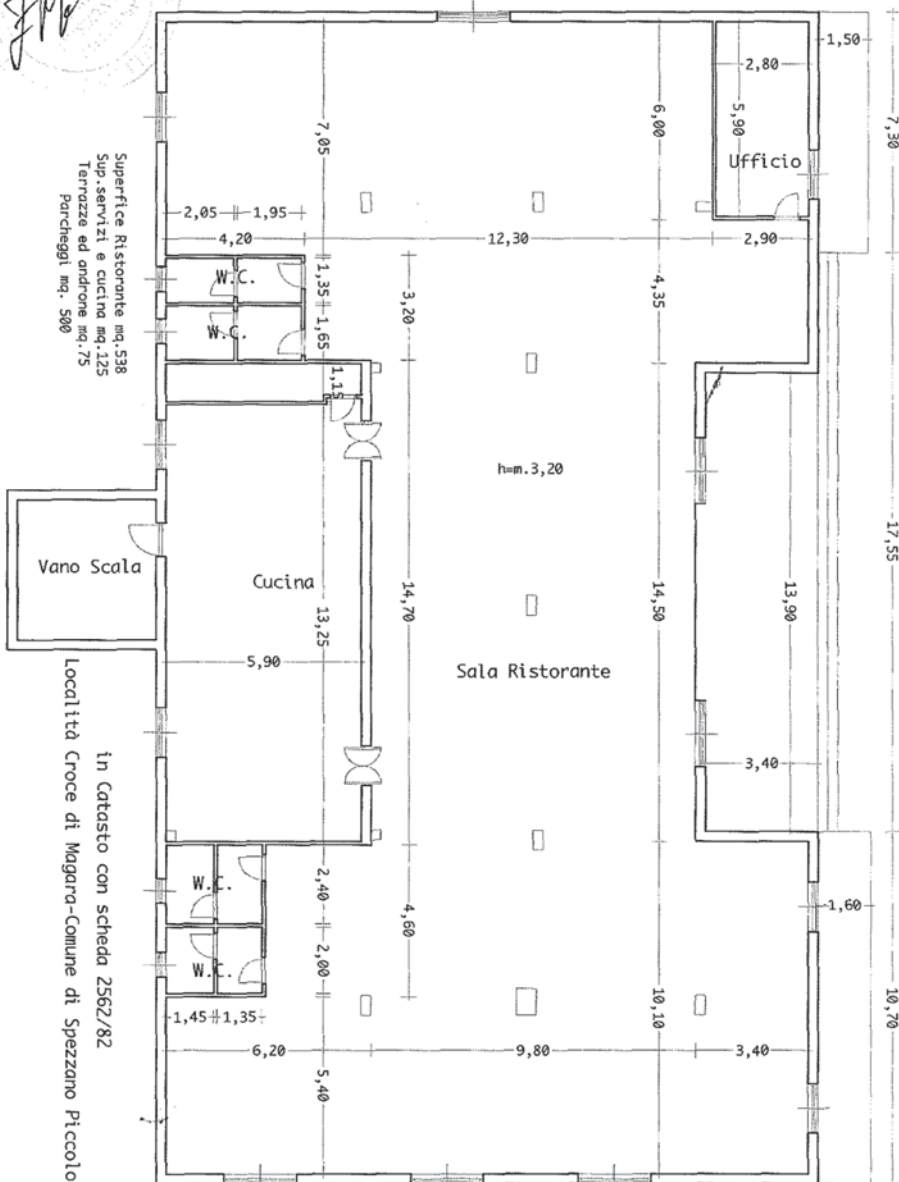 1,50
2,80
7,30
7,05
6,00
5,90
Ufficio
Superfice Ristorante mq.538
Sup.servizi e cucina mq.125
Terrazze ed androne mq.75
Parcheggi mq. 500
2,05
1,95
4,20
12,30
2,90
W.C.
1,35
3,20
4,35
W.C.
1,65
1,15
h=m.3,20
17,55
Vano Scala
Cucina
13,25
14,70
14,50
13,90
5,90
Sala Ristorante
3,40
in Catasto con scheda 2562/82
Località Croce di Magara-Comune di Spezzano Piccolo
W.C.
2,40
4,60
1,60
W.C.
2,00
1,45
1,35
10,10
10,70
6,20
9,80
3,40
5,40